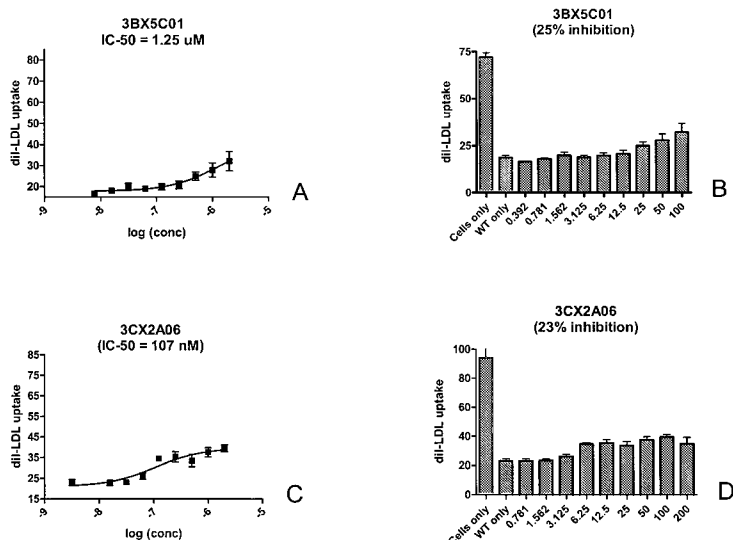 3BX5C01
IC-50 = 1.25 uM
dil-LDL uptake
80
70
60
50
40
30
20
-9
-8
-7
-6
-5
log (conc)
A
3BX5C01
(25% inhibition)
dil-LDL uptake
75
50
25
0
Cells only
WT only
0.392
0.781
1.562
3.125
6.25
12.5
25
50
100
B
3CX2A06
(IC-50 = 107 nM)
dil-LDL uptake
85
75
65
55
45
35
25
15
-9
-8
-7
-6
-5
log (conc)
C
3CX2A06
(23% inhibition)
dil-LDL uptake
100
80
60
40
20
0
Cells only
WT only
0.781
1.562
3.125
6.25
12.5
25
50
100
200
D